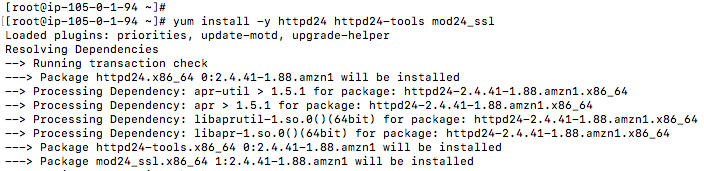 [root@ip-105-0-1-94 ~]#
[[root@ip-105-0-1-94 ~]# yum install -y httpd24 httpd24-tools mod24_ssl
Loaded plugins: priorities, update-motd, upgrade-helper
Resolving Dependencies
--> Running transaction check
---> Package httpd24.x86_64 0:2.4.41-1.88.amzn1 will be installed
--> Processing Dependency: apr-util > 1.5.1 for package: httpd24-2.4.41-1.88.amzn1.x86_64
--> Processing Dependency: apr > 1.5.1 for package: httpd24-2.4.41-1.88.amzn1.x86_64
--> Processing Dependency: libaprutil-1.so.0()(64bit) for package: httpd24-2.4.41-1.88.amzn1.x86_64
--> Processing Dependency: libapr-1.so.0()(64bit) for package: httpd24-2.4.41-1.88.amzn1.x86_64
---> Package httpd24-tools.x86_64 0:2.4.41-1.88.amzn1 will be installed
---> Package mod24_ssl.x86_64 1:2.4.41-1.88.amzn1 will be installed